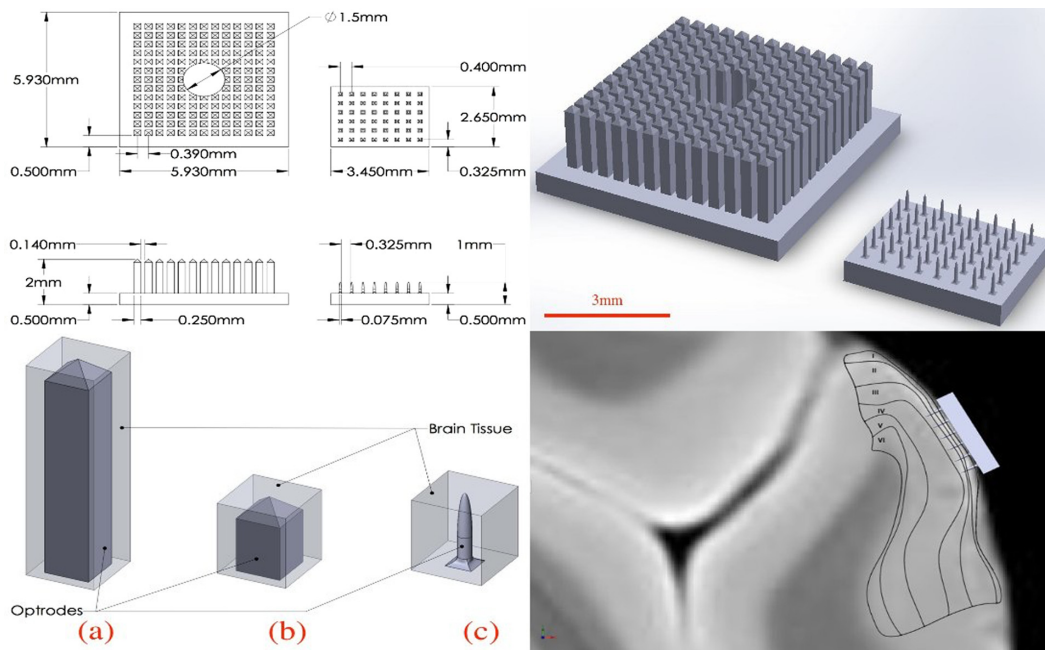 Ø 1.5mm
5.930mm
0.400mm
2.650mm
0.390mm
0.500mm
5.930mm
3.450mm
0.325mm
0.140mm
0.325mm
1mm
2mm
0.500mm
0.250mm
0.075mm
0.500mm
3mm
I
II
III
IV
V
VI
Brain Tissue
Optrodes
(a)
(b)
(c)